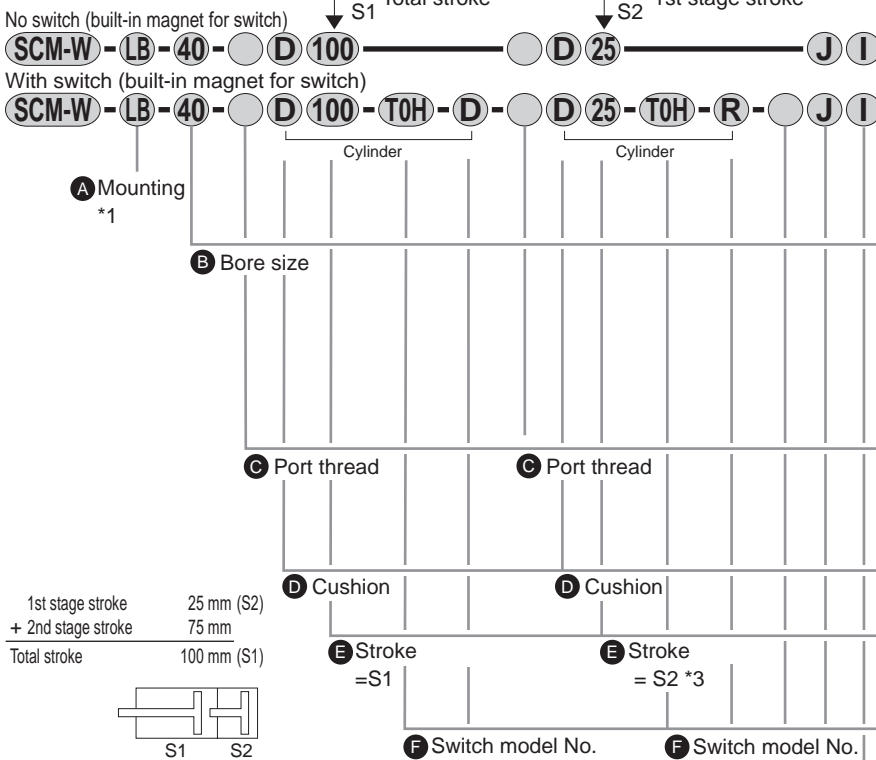 S1 Total stroke S2 1st stage stroke
No switch (built-in magnet for switch)
SCM-W - LB - 40 - D 100 D 25 J I
With switch (built-in magnet for switch)
SCM-W - LB - 40 - D 100 - T0H - D - D 25 - T0H - R - J I
Cylinder Cylinder
A Mounting
*1
B Bore size
C Port thread C Port thread
D Cushion D Cushion
1st stage stroke 25 mm (S2)
+ 2nd stage stroke 75 mm
Total stroke 100 mm (S1)
E Stroke E Stroke
=S1 = S2 *3
S1 S2
F Switch model No. F Switch model No.